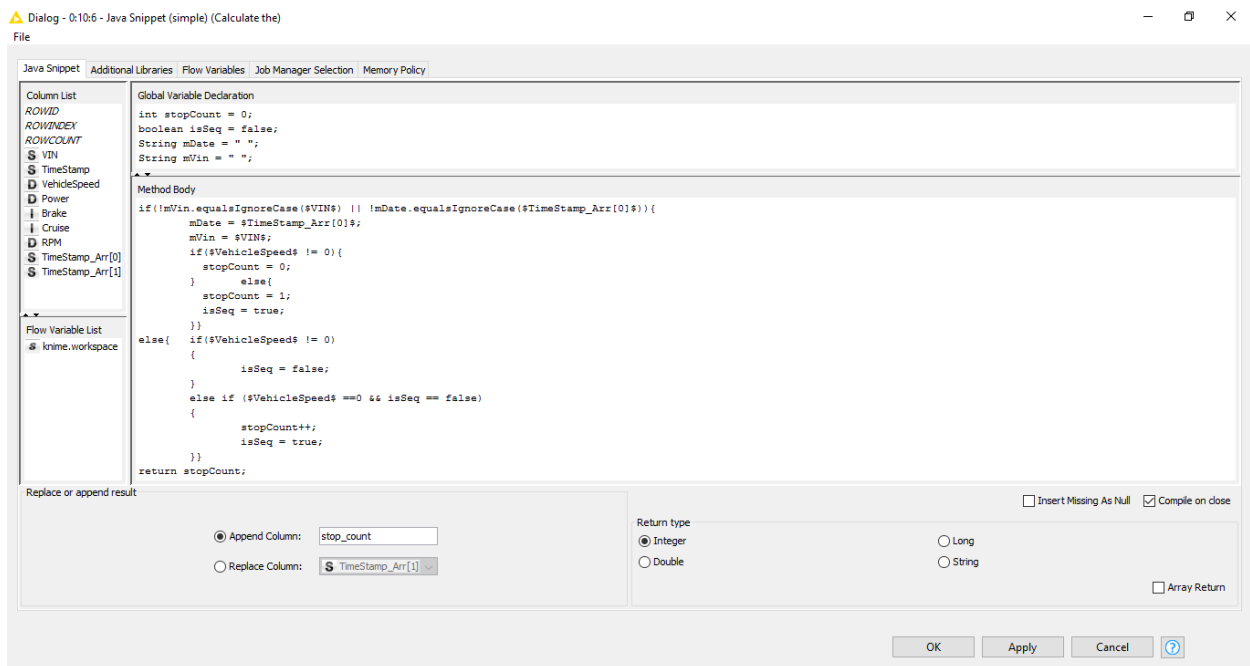 Dialog - 0:10:6 - Java Snippet (simple) (Calculate the)
File
Java Snippet Additional Libraries Flow Variables Job Manager Selection Memory Policy
Column List
ROWID
ROWINDEX
ROWCOUNT
S VIN
S TimeStamp
D VehicleSpeed
D Power
I Brake
I Cruise
D RPM
S TimeStamp_Arr[0]
S TimeStamp_Arr[1]
Flow Variable List
s knime.workspace
Global Variable Declaration
int stopCount = 0;
boolean isSeq = false;
String mDate = " ";
String mVin = " ";
Method Body
if(!mVin.equalsIgnoreCase($VIN$) || !mDate.equalsIgnoreCase($TimeStamp_Arr[0]$)){
mDate = $TimeStamp_Arr[0]$;
mVin = $VIN$;
if($VehicleSpeed$ != 0){
stopCount = 0;
} else{
stopCount = 1;
isSeq = true;
}}
else{ if($VehicleSpeed$ != 0)
{
isSeq = false;
}
else if ($VehicleSpeed$ ==0 && isSeq == false)
{
stopCount++;
isSeq = true;
}}
return stopCount;
Replace or append result
Append Column: stop_count
Replace Column: S TimeStamp_Arr[1]
Insert Missing As Null Compile on close
Return type
Integer Long
Double String
Array Return
OK Apply Cancel ?